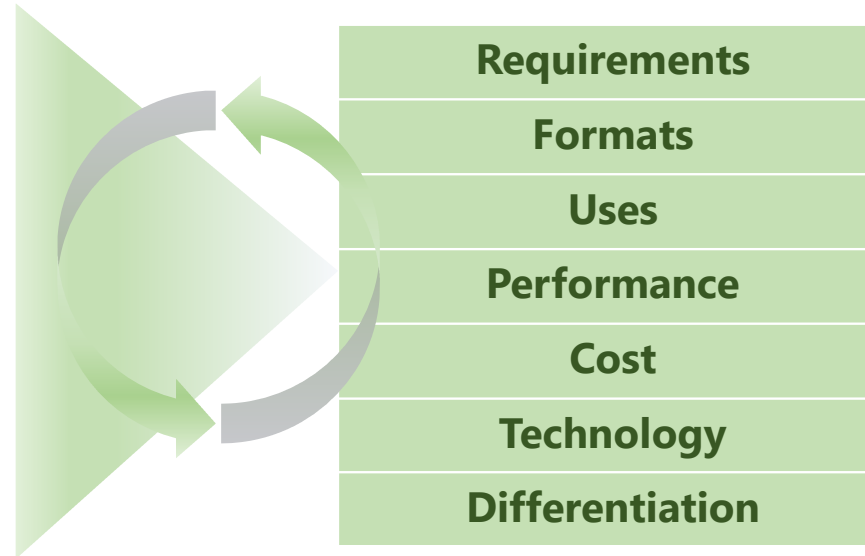 Requirements
Formats
Uses
Performance
Cost
Technology
Differentiation